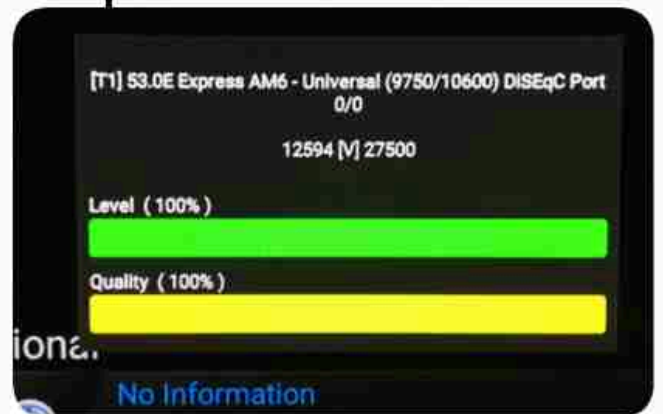 [T1] 53.0E Express AM6 - Universal (9750/10600) DiSEqC Port
0/0
12594 [V] 27500
Level ( 100% )
Quality ( 100% )
No Information